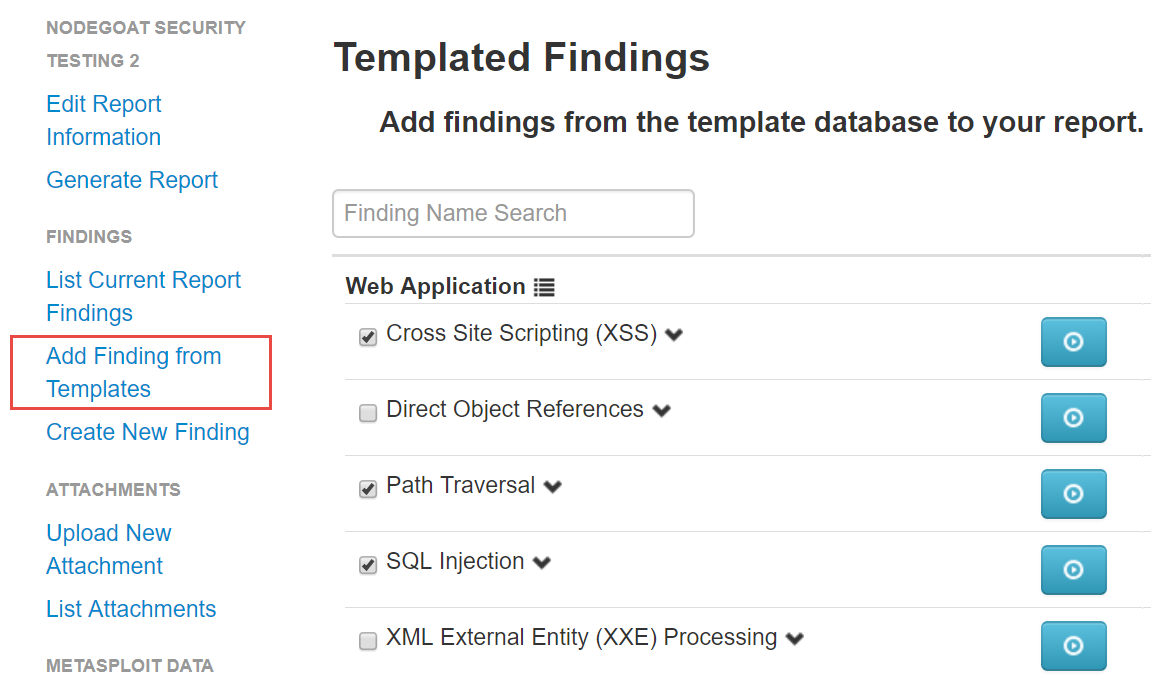 NODEGOAT SECURITY
TESTING 2
Edit Report
Information
Generate Report
FINDINGS
List Current Report
Findings
Add Finding from
Templates
Create New Finding
ATTACHMENTS
Upload New
Attachment
List Attachments
METASPLOIT DATA
Templated Findings
Add findings from the template database to your report.
Finding Name Search
Web Application
Cross Site Scripting (XSS)
Direct Object References
Path Traversal
SQL Injection
XML External Entity (XXE) Processing